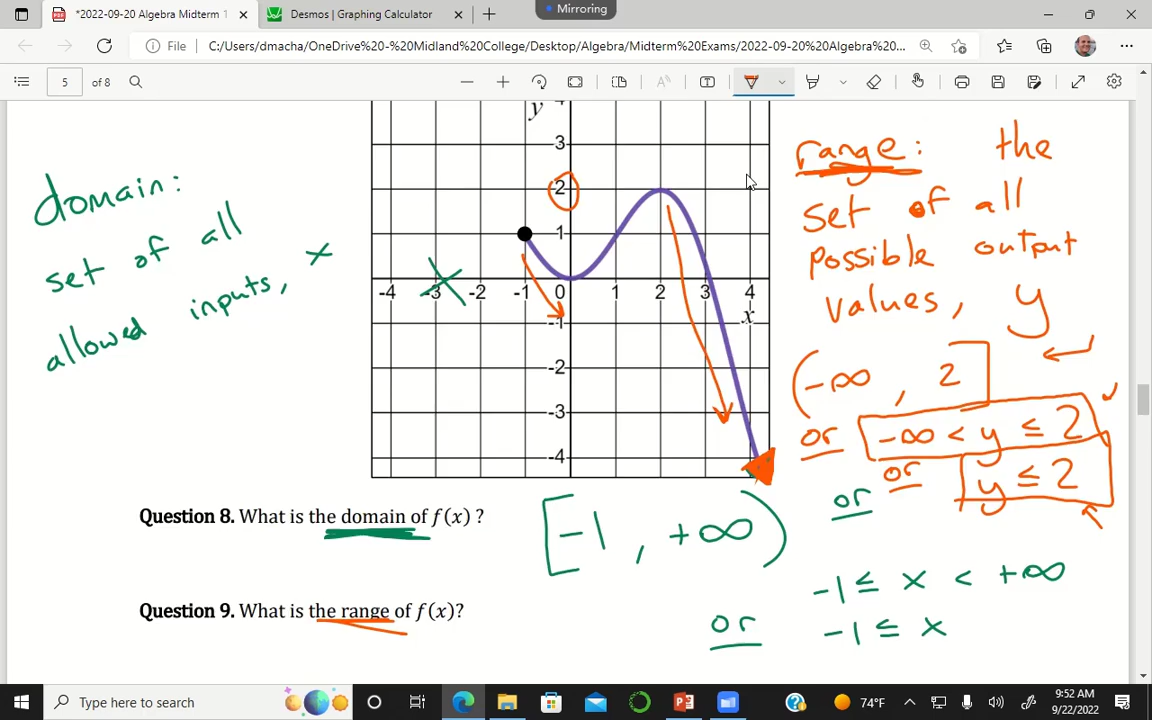 Mirroring
*2022-09-20 Algebra Midterm
Desmos | Graphing Calculator
File
C:/Users/dmacha/OneDrive%20-%20Midland%20College/Desktop/Algebra/Midterm%20Exams/2022-09-20%20Algebra%20...
5 of 8
domain:
set of all
allowed inputs, x
y
4
3
2
1
-4 -3 -2 -1 0 1 2 3 4
x
-1
-2
-3
-4
range: the
set of all
possible output
values, y
(-∞, 2]
or -∞ < y ≤ 2
or y ≤ 2
Question 8. What is the domain of f(x) ?
[-1, +∞)
or
-1 ≤ x < +∞
or -1 ≤ x
Question 9. What is the range of f(x)?
Type here to search
74°F
9:52 AM
9/22/2022